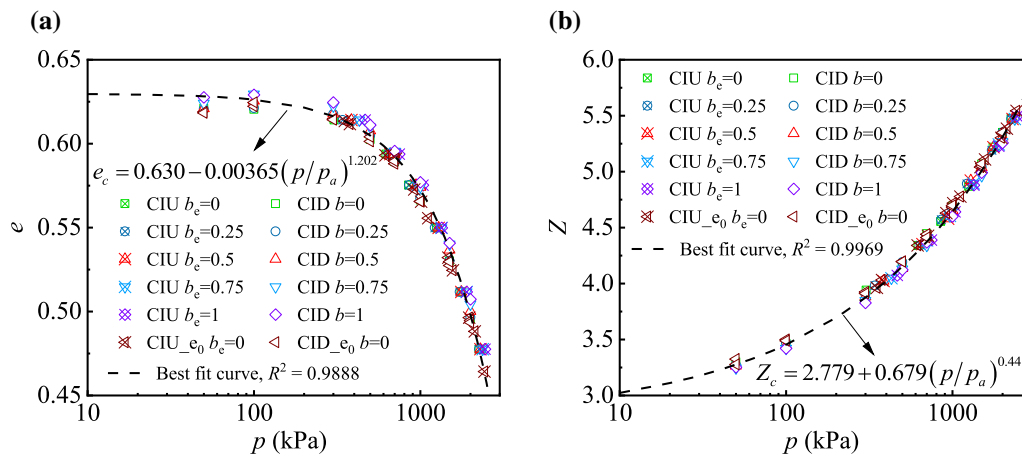 (a)
0.65
0.60
0.55
0.50
0.45
e
e_c = 0.630 − 0.00365(p/p_a)^1.202
CIU b_e=0
CID b=0
CIU b_e=0.25
CID b=0.25
CIU b_e=0.5
CID b=0.5
CIU b_e=0.75
CID b=0.75
CIU b_e=1
CID b=1
CIU_e_0 b_e=0
CID_e_0 b=0
Best fit curve, R² = 0.9888
10 100 1000
p (kPa)
(b)
6.0
5.5
5.0
4.5
4.0
3.5
3.0
Z
CIU b_e=0
CID b=0
CIU b_e=0.25
CID b=0.25
CIU b_e=0.5
CID b=0.5
CIU b_e=0.75
CID b=0.75
CIU b_e=1
CID b=1
CIU_e_0 b_e=0
CID_e_0 b=0
Best fit curve, R² = 0.9969
Z_c = 2.779 + 0.679(p/p_a)^0.44
10 100 1000
p (kPa)